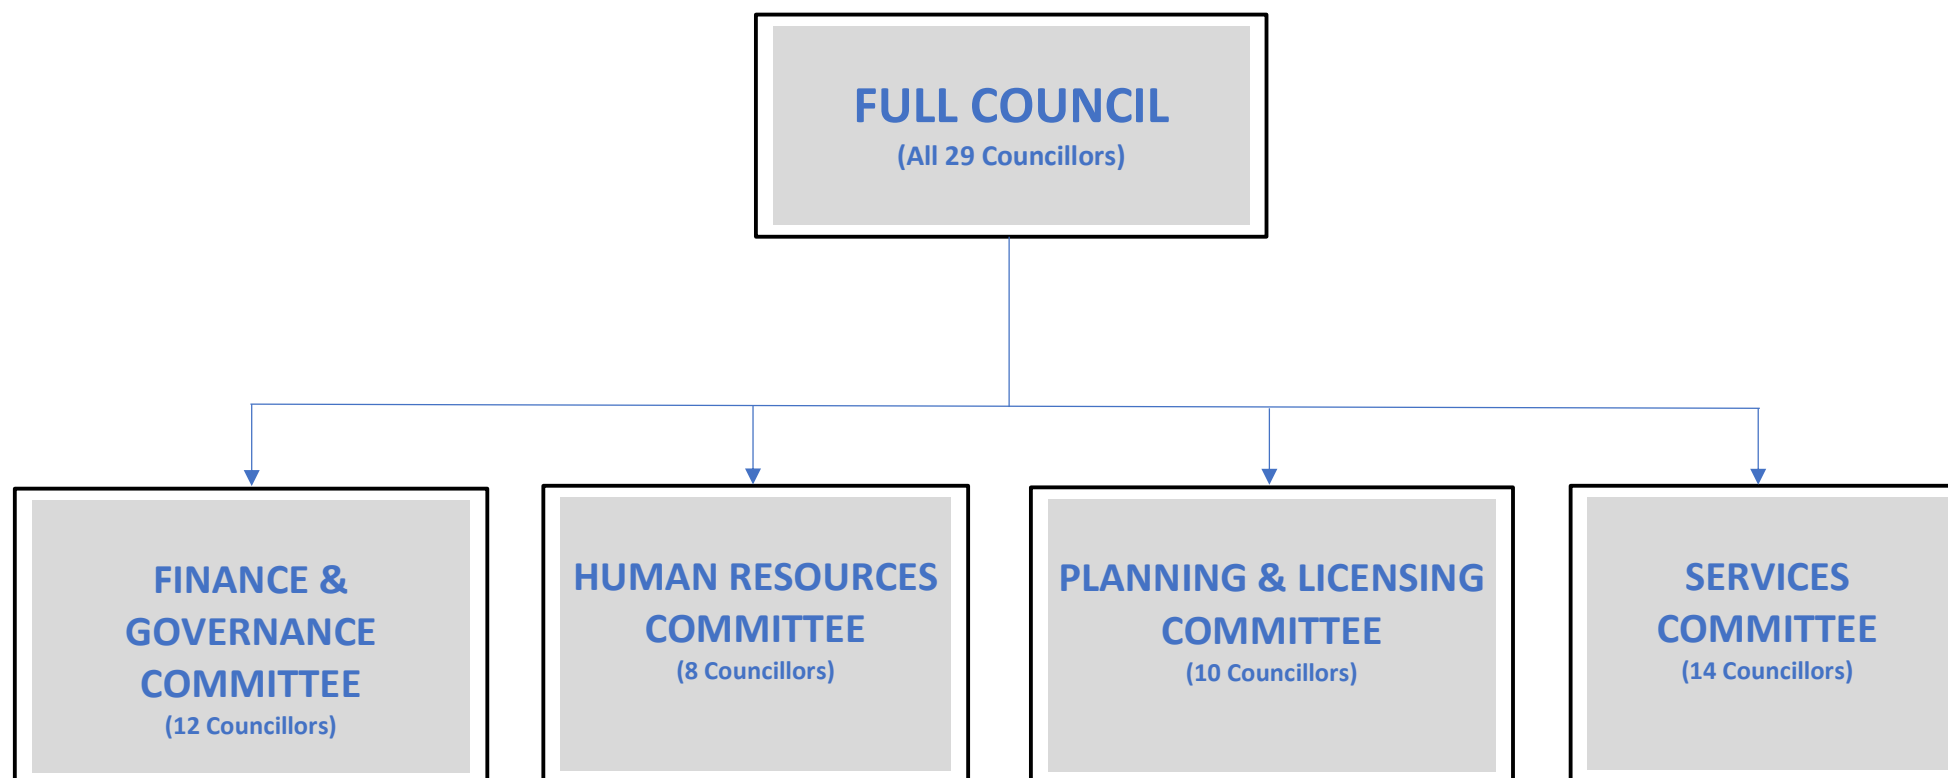 FULL COUNCIL
(All 29 Councillors)
FINANCE &
GOVERNANCE
COMMITTEE
(12 Councillors)
HUMAN RESOURCES
COMMITTEE
(8 Councillors)
PLANNING & LICENSING
COMMITTEE
(10 Councillors)
SERVICES
COMMITTEE
(14 Councillors)